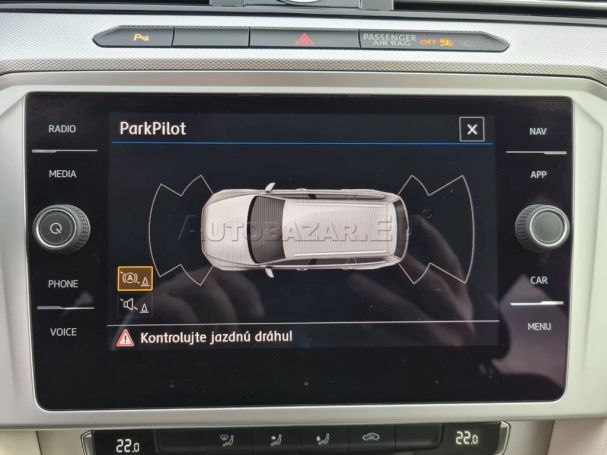 PASSENGER
AIR BAG OFF
RADIO
ParkPilot
NAV
MEDIA
APP
AUTOBAZAR.EU
PHONE
CAR
VOICE
MENU
Kontrolujte jazdnú dráhu!
22.0
22.0